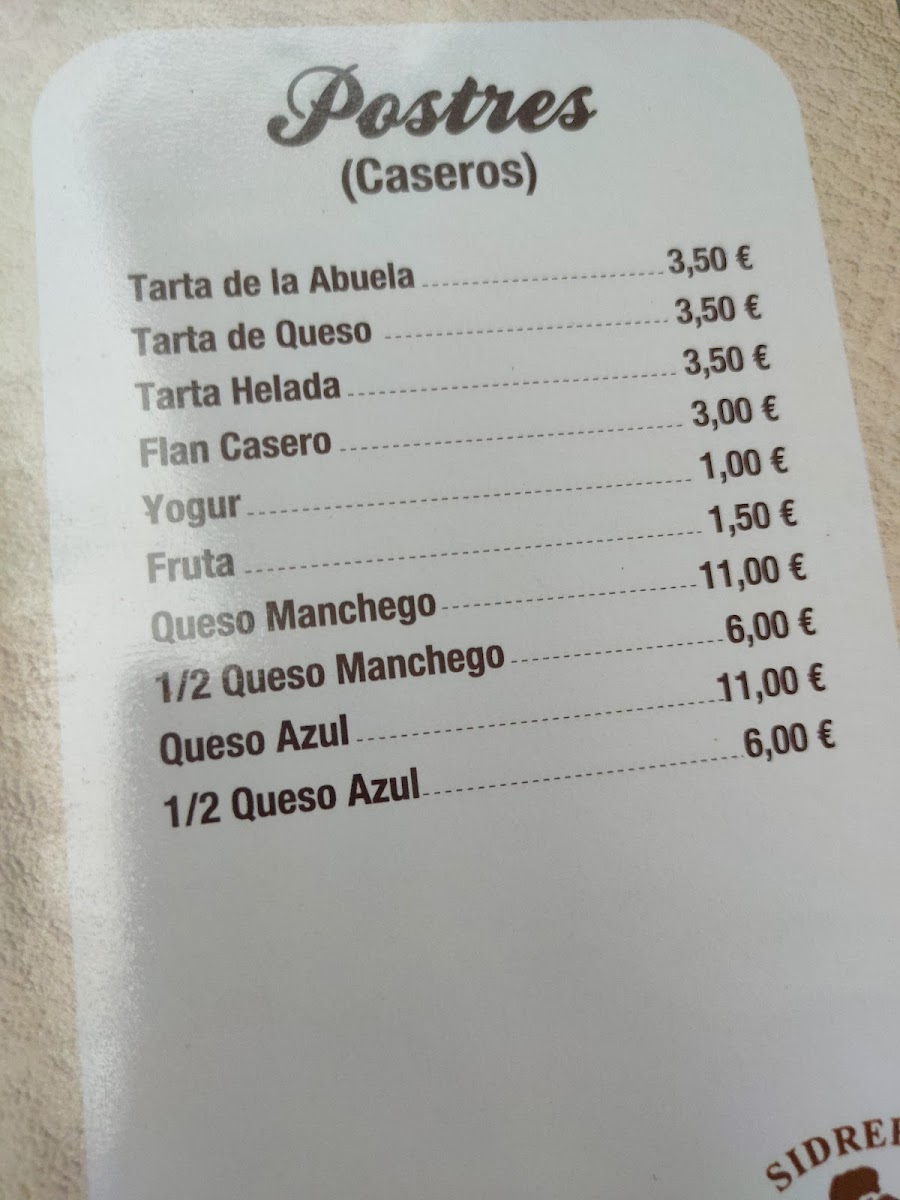 Postres
(Caseros)
Tarta de la Abuela 3,50 €
Tarta de Queso 3,50 €
Tarta Helada 3,50 €
Flan Casero 3,00 €
Yogur 1,00 €
Fruta 1,50 €
Queso Manchego 11,00 €
1/2 Queso Manchego 6,00 €
Queso Azul 11,00 €
1/2 Queso Azul 6,00 €